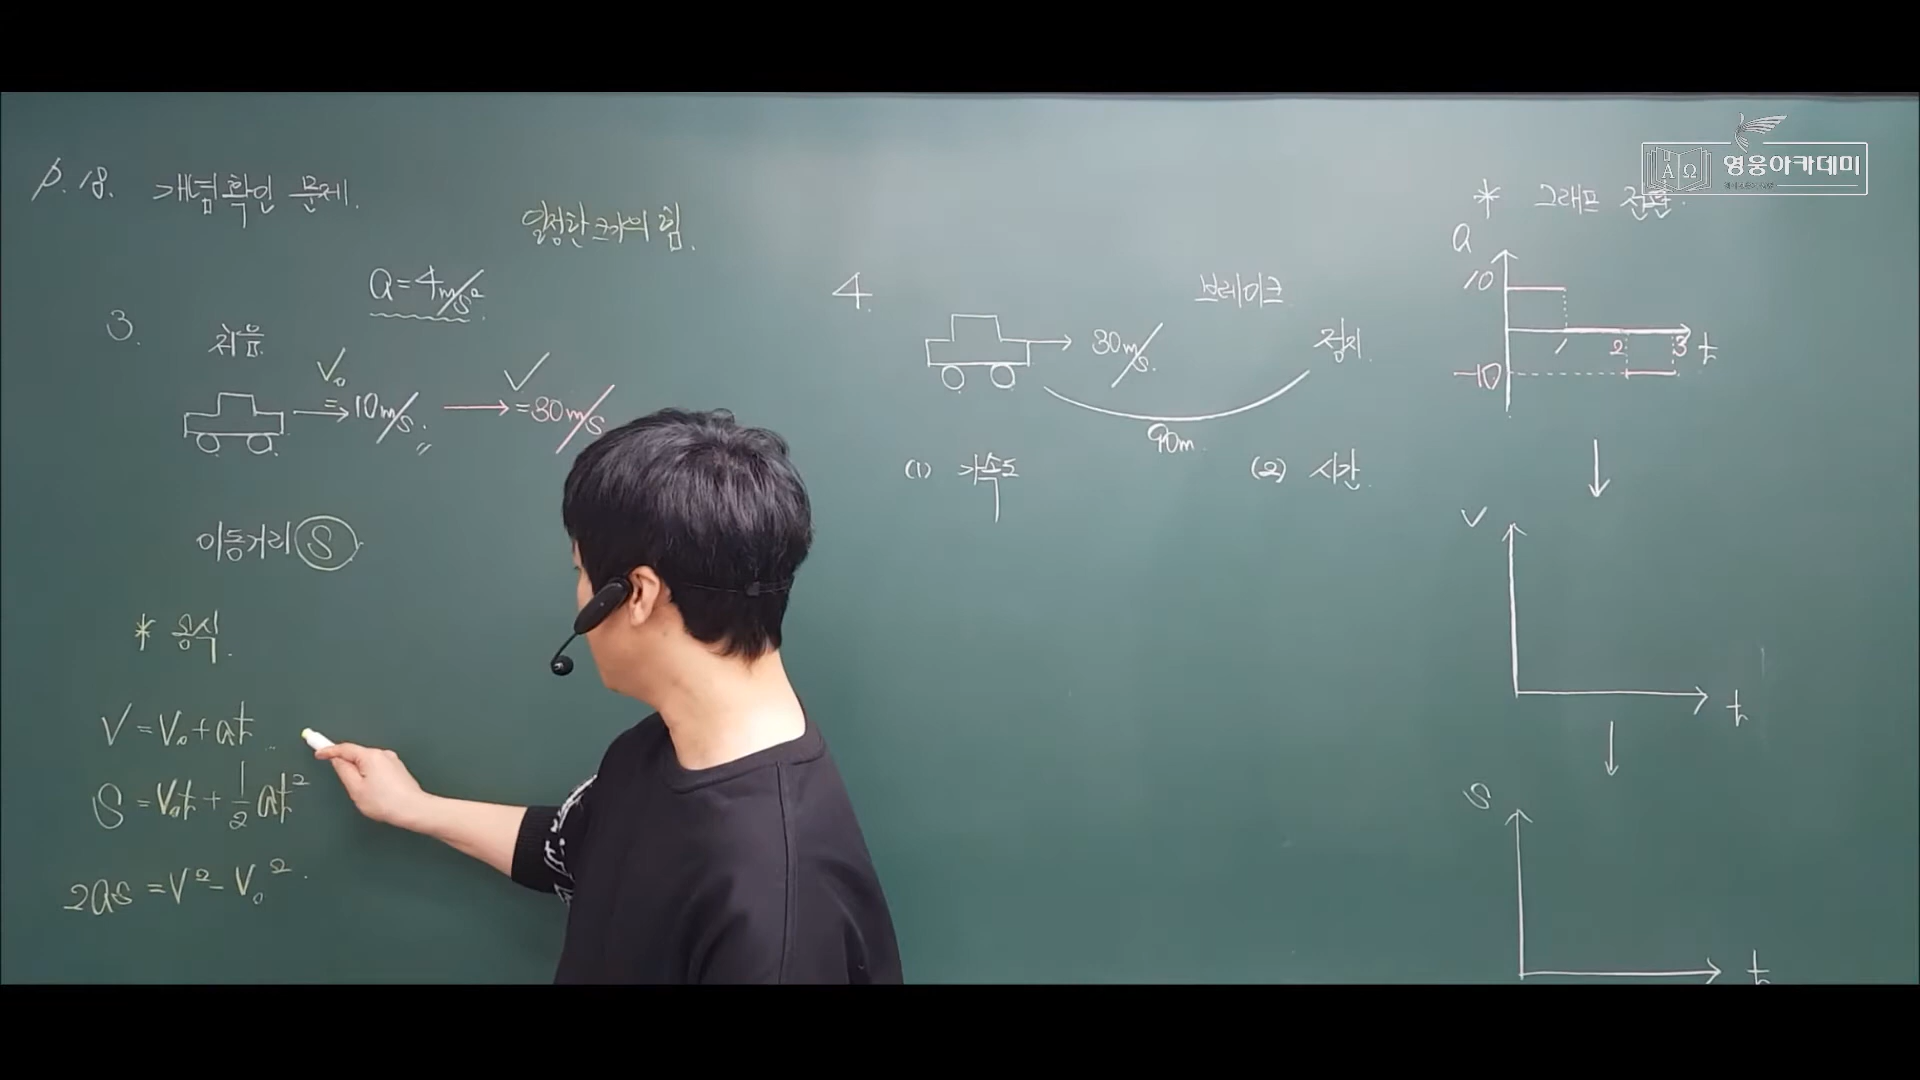 p.18. 개념확인 문제.
일정한 크기의 힘.
3.
a=4m/s²
처음
V₀=10m/s.
V=30m/s
이동거리 S
* 공식.
V=V₀+at
S=V₀t+1/2at²
2as=V²-V₀².
4.
브레이크
30m/s.
정지.
90m.
(1) 가속도
(2) 시간.
영웅아카데미
* 그래프 전환.
a
10
-10
1 2 3 t
V
t
S
t